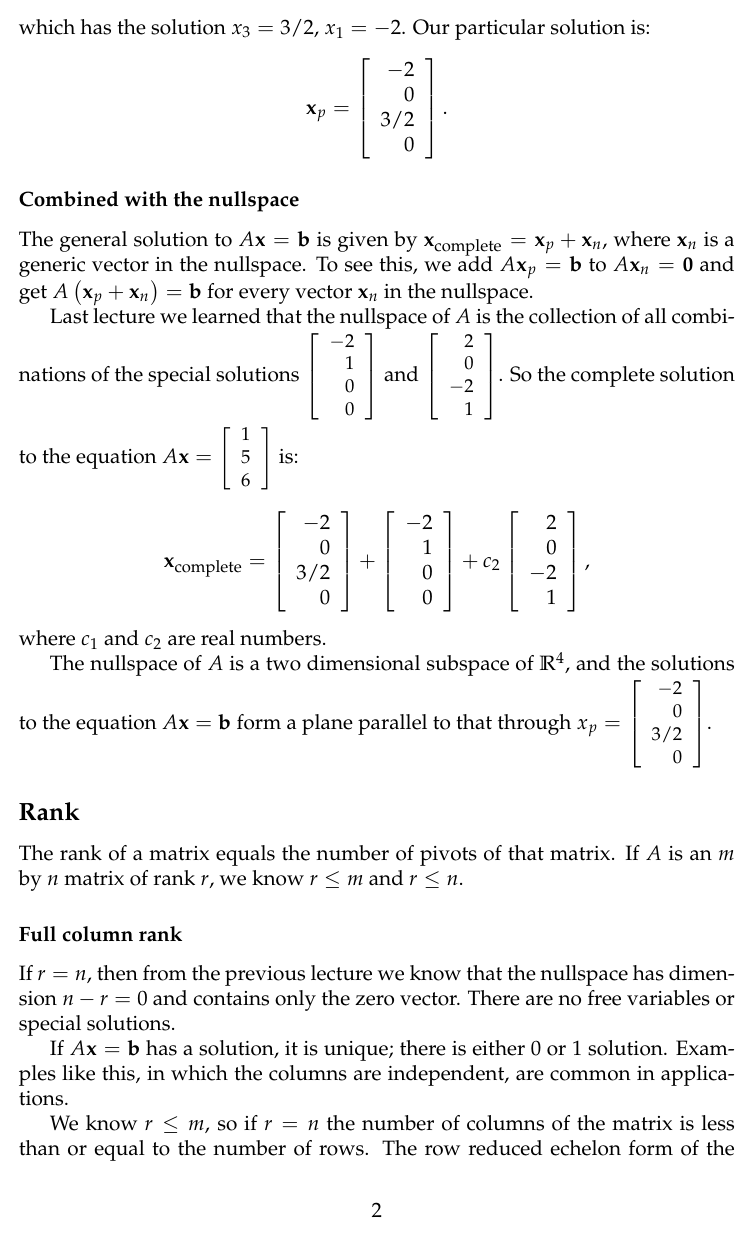 which has the solution x₃ = 3/2, x₁ = −2. Our particular solution is:
−2
0
xₚ =
3/2
.
0
Combined with the nullspace
The general solution to Ax = b is given by x_complete = xₚ + xₙ, where xₙ is a
generic vector in the nullspace. To see this, we add Axₚ = b to Axₙ = 0 and
get A (xₚ + xₙ) = b for every vector xₙ in the nullspace.
Last lecture we learned that the nullspace of A is the collection of all combi-
nations of the special solutions [−2 1 0 0] and [2 0 −2 1]. So the complete solution
to the equation Ax = [1 5 6] is:
x_complete = [−2 0 3/2 0] + [−2 1 0 0] + c₂ [2 0 −2 1],
where c₁ and c₂ are real numbers.
The nullspace of A is a two dimensional subspace of ℝ⁴, and the solutions
to the equation Ax = b form a plane parallel to that through xₚ = [−2 0 3/2 0].
Rank
The rank of a matrix equals the number of pivots of that matrix. If A is an m
by n matrix of rank r, we know r ≤ m and r ≤ n.
Full column rank
If r = n, then from the previous lecture we know that the nullspace has dimen-
sion n − r = 0 and contains only the zero vector. There are no free variables or
special solutions.
If Ax = b has a solution, it is unique; there is either 0 or 1 solution. Exam-
ples like this, in which the columns are independent, are common in applica-
tions.
We know r ≤ m, so if r = n the number of columns of the matrix is less
than or equal to the number of rows. The row reduced echelon form of the
2